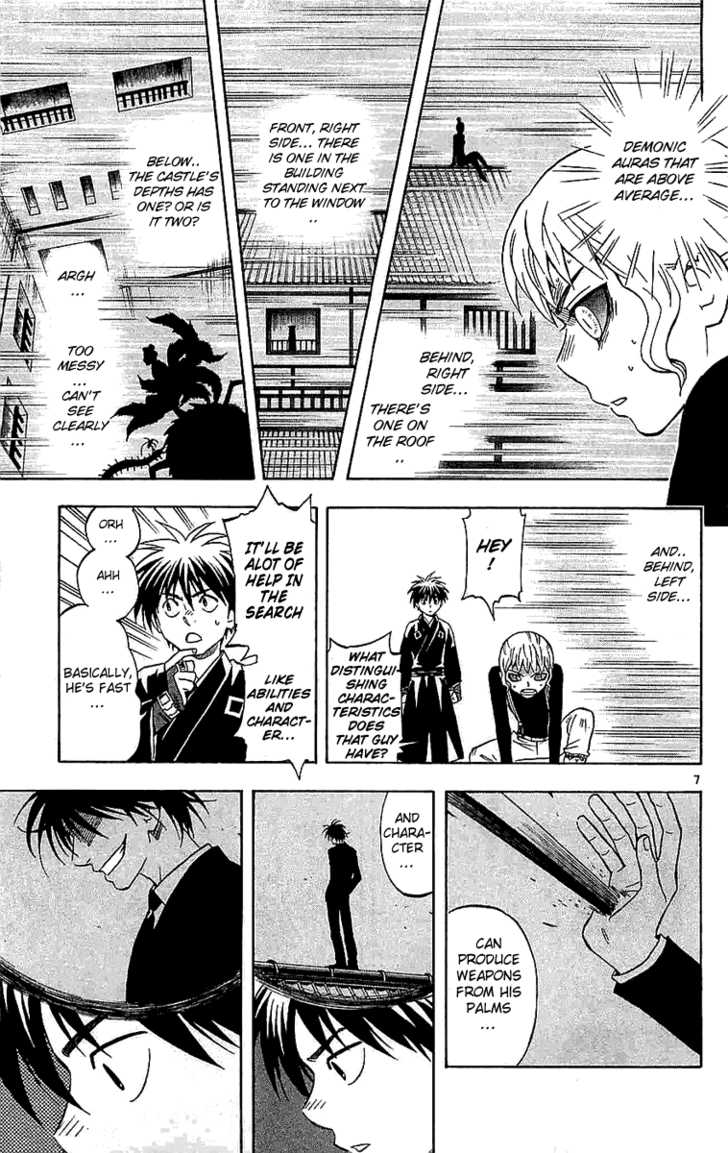 DEMONIC
AURAS THAT
ARE ABOVE
AVERAGE...
BEHIND,
RIGHT
SIDE...
THERE'S
ONE ON
THE ROOF
..
FRONT, RIGHT
SIDE... THERE
IS ONE IN THE
BUILDING
STANDING NEXT
TO THE WINDOW
..
BELOW..
THE CASTLE'S
DEPTHS HAS
ONE? OR IS
IT TWO?
ARGH
...
TOO
MESSY
...
CAN'T
SEE
CLEARLY
...
AND..
BEHIND,
LEFT
SIDE...
HEY
!
WHAT
DISTINGUI-
SHING
CHARAC-
TERISTICS
DOES
THAT GUY
HAVE?
IT'LL BE
ALOT OF
HELP IN
THE
SEARCH
LIKE
ABILITIES
AND
CHARACT-
ER...
ORH
...
AHH
...
BASICALLY,
HE'S FAST
...
7
CAN
PRODUCE
WEAPONS
FROM HIS
PALMS
...
AND
CHARA-
CTER
...